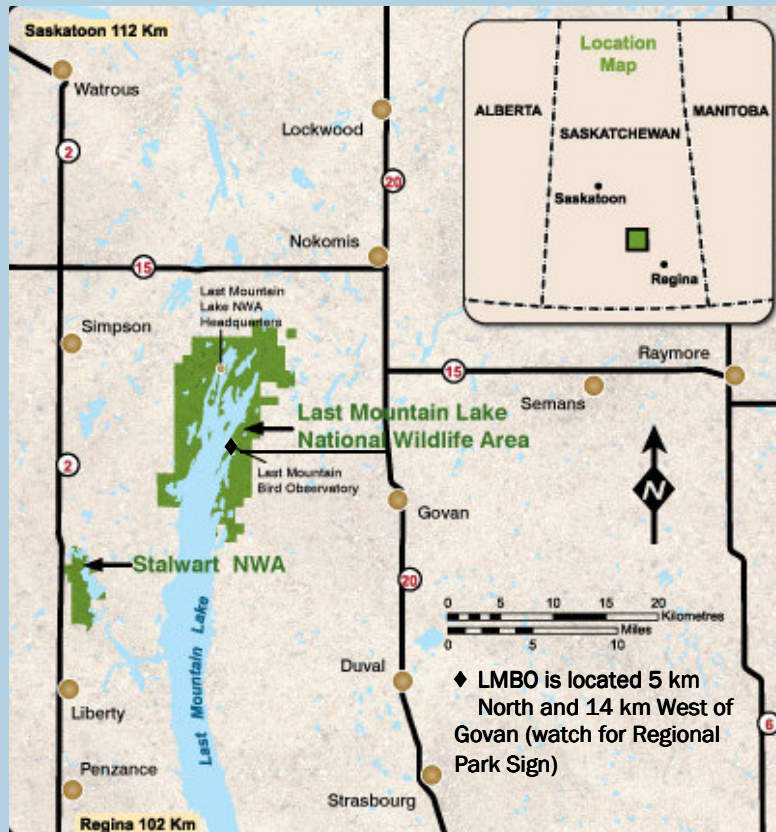 Saskatoon 112 Km
Watrous
Lockwood
2
20
Nokomis
15
Location
Map
ALBERTA
MANITOBA
SASKATCHEWAN
Saskatoon
Regina
Last Mountain
Lake NWA
Headquarters
Simpson
Raymore
15
Semans
Last Mountain Lake
National Wildlife Area
2
Last Mountain
Bird Observatory
N
Govan
Stalwart NWA
20
0 5 10 15 20
Kilometres
Miles
0 5 10
Last Mountain Lake
Duval
♦ LMBO is located 5 km
North and 14 km West of
Govan (watch for Regional
Park Sign)
Liberty
6
Penzance
Strasbourg
Regina 102 Km